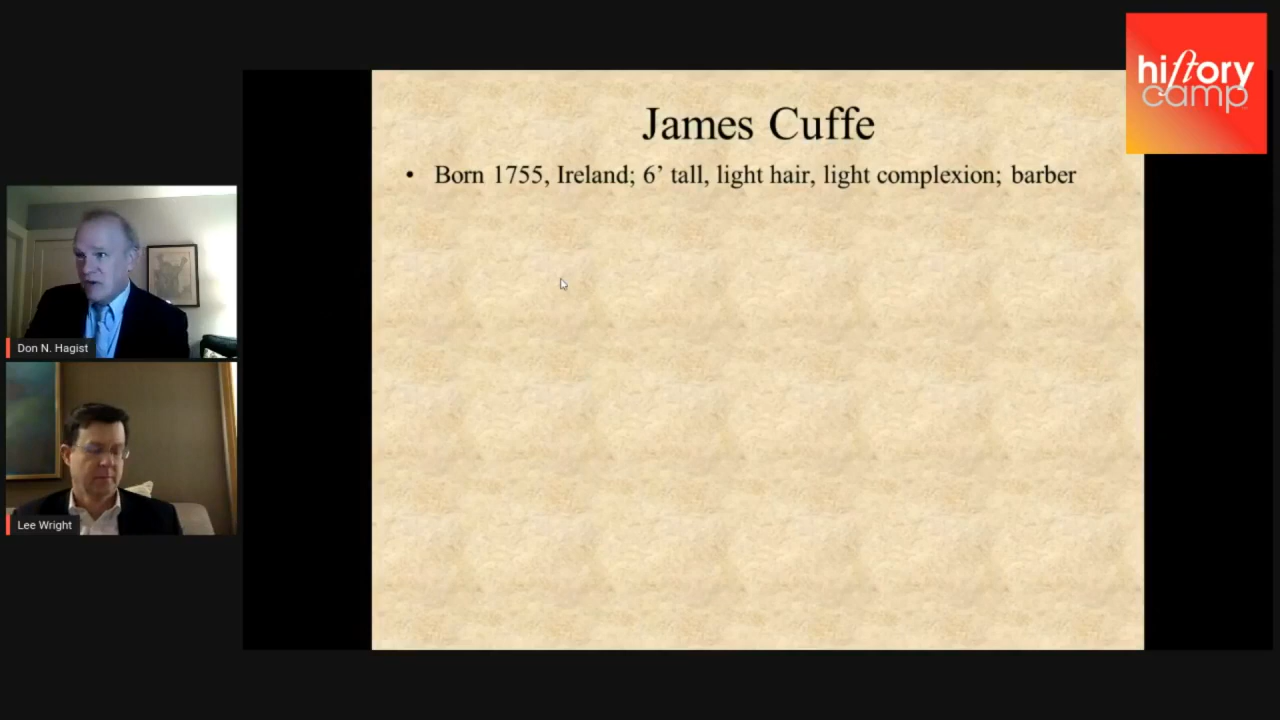 James Cuffe
• Born 1755, Ireland; 6’ tall, light hair, light complexion; barber
hiſtory
camp
Don N. Hagist
Lee Wright